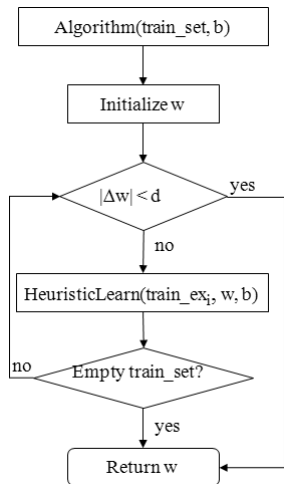 Algorithm(train_set, b)
Initialize w
|Δw| < d
yes
no
HeuristicLearn(train_exᵢ, w, b)
no
Empty train_set?
yes
Return w